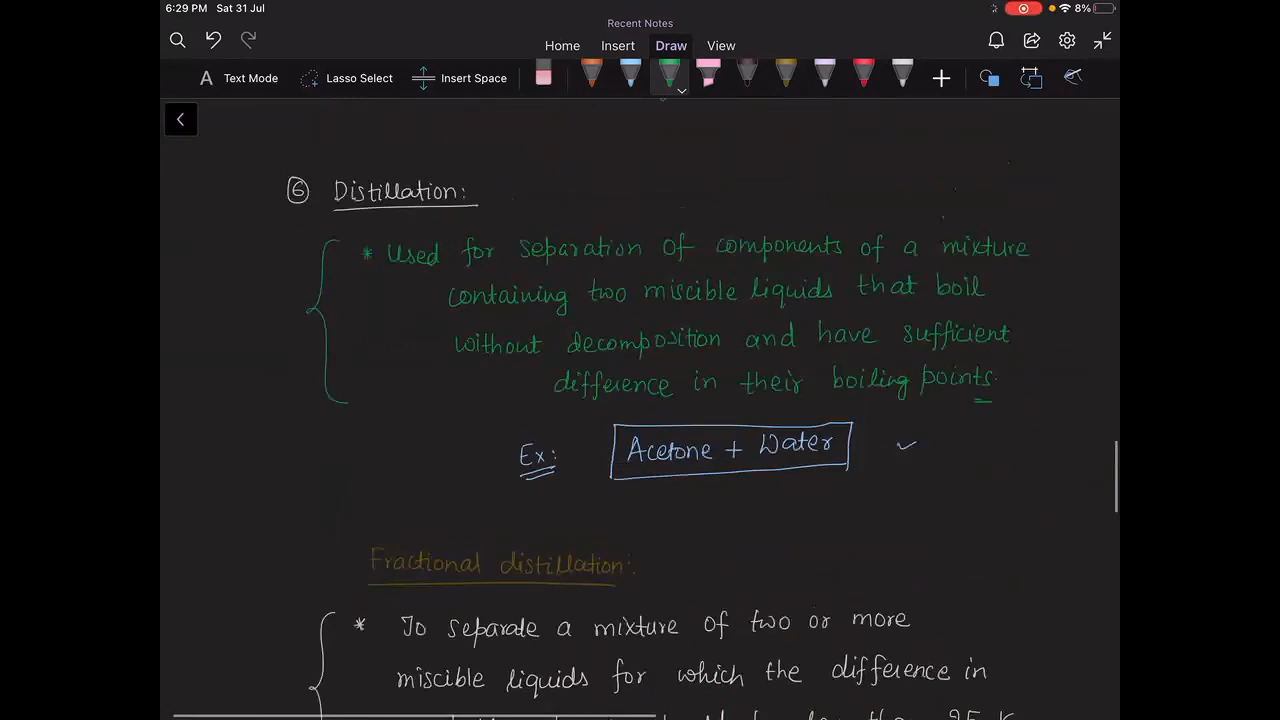 6:29 PM Sat 31 Jul
8%
Recent Notes
Home Insert Draw View
Text Mode Lasso Select Insert Space
6 Distillation:
* Used for separation of components of a mixture
containing two miscible liquids that boil
without decomposition and have sufficient
difference in their boiling points.
Ex: Acetone + Water
Fractional distillation:
* To separate a mixture of two or more
miscible liquids for which the difference in